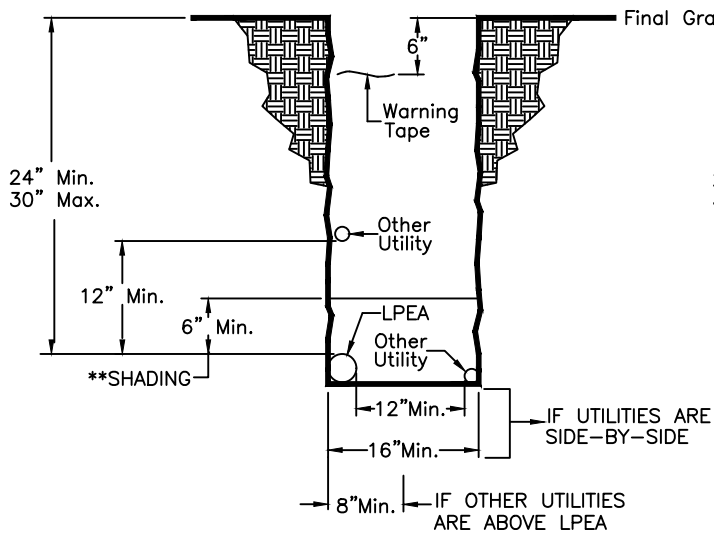 Final Gra
6”
Warning
Tape
24” Min.
30” Max.
Other
Utility
12” Min.
6” Min.
LPEA
Other
Utility
**SHADING
12”Min.
IF UTILITIES ARE
SIDE–BY–SIDE
16”Min.
8”Min.
IF OTHER UTILITIES
ARE ABOVE LPEA